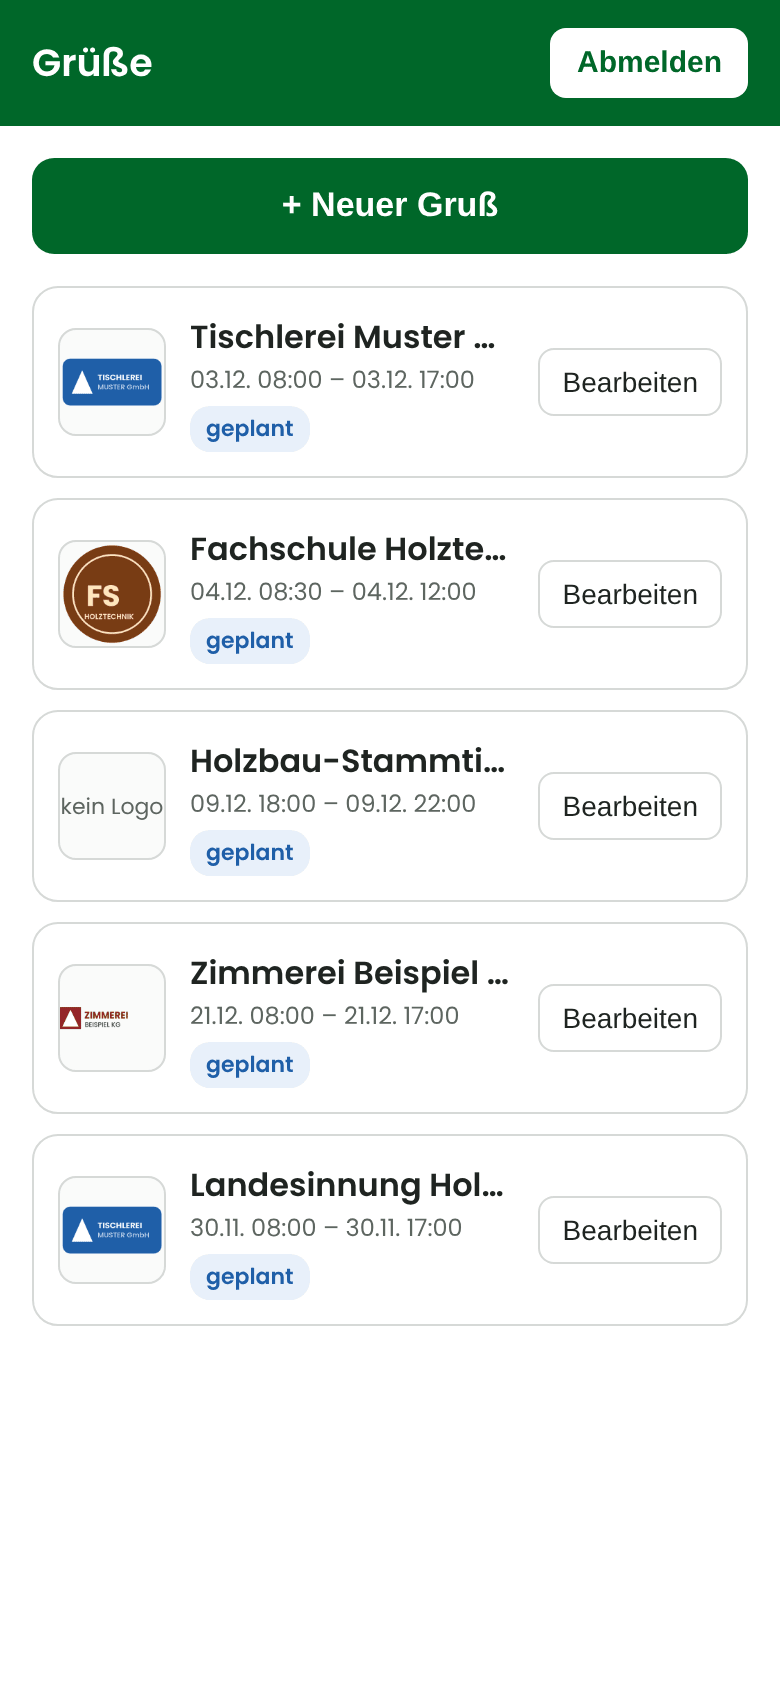 Grüße
Abmelden
+ Neuer Gruß
TISCHLEREI
MUSTER GmbH
Tischlerei Muster ...
03.12. 08:00 – 03.12. 17:00
geplant
Bearbeiten
FS
HOLZTECHNIK
Fachschule Holzte...
04.12. 08:30 – 04.12. 12:00
geplant
Bearbeiten
kein Logo
Holzbau-Stammti...
09.12. 18:00 – 09.12. 22:00
geplant
Bearbeiten
ZIMMEREI
BEISPIEL KG
Zimmerei Beispiel ...
21.12. 08:00 – 21.12. 17:00
geplant
Bearbeiten
TISCHLEREI
MUSTER GmbH
Landesinnung Hol...
30.11. 08:00 – 30.11. 17:00
geplant
Bearbeiten